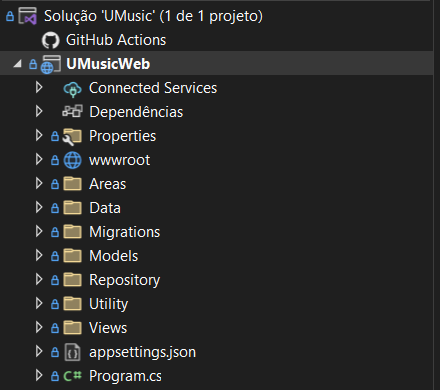 Solução 'UMusic' (1 de 1 projeto)
GitHub Actions
UMusicWeb
Connected Services
Dependências
Properties
wwwroot
Areas
Data
Migrations
Models
Repository
Utility
Views
appsettings.json
C# Program.cs